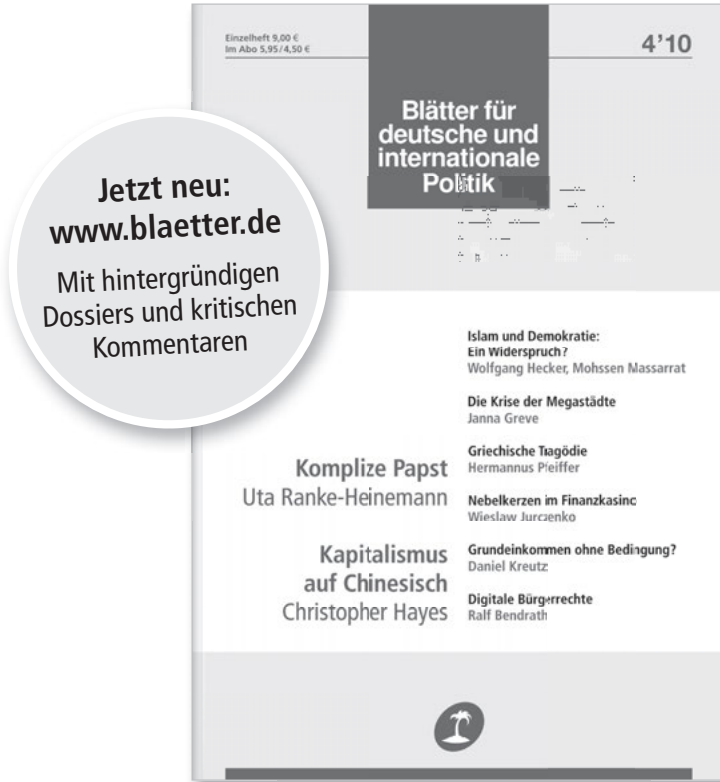 Einzelheft 9,00 €
Im Abo 5,95/4,50 €
4’10
Blätter für
deutsche und
internationale
Politik
Jetzt neu:
www.blaetter.de
Mit hintergründigen
Dossiers und kritischen
Kommentaren
Komplize Papst
Uta Ranke-Heinemann
Kapitalismus
auf Chinesisch
Christopher Hayes
Islam und Demokratie:
Ein Widerspruch?
Wolfgang Hecker, Mohssen Massarrat
Die Krise der Megastädte
Janna Greve
Griechische Tragödie
Hermannus Pfeiffer
Nebelkerzen im Finanzkasino
Wieslaw Jurczenko
Grundeinkommen ohne Bedingung?
Daniel Kreutz
Digitale Bürgerrechte
Ralf Bendrath